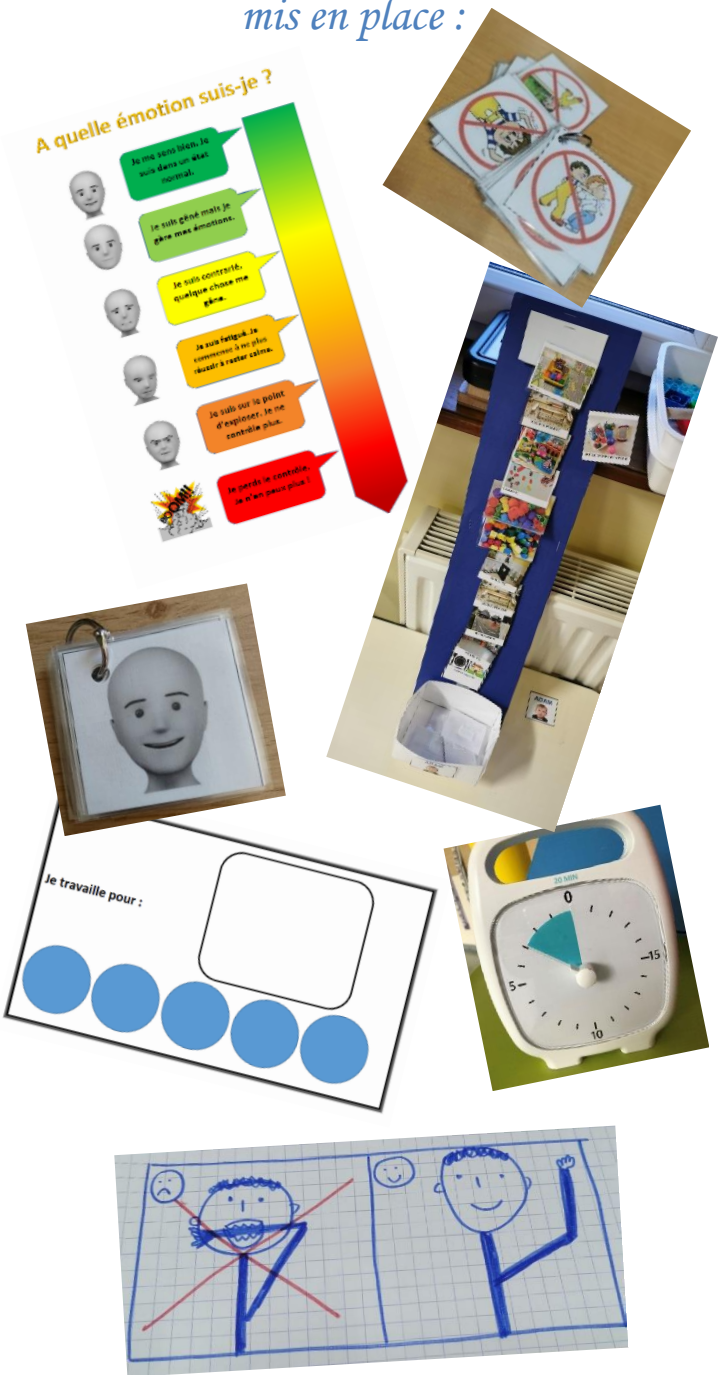 mis en place :
A quelle émotion suis-je ?
Je me sens bien. Je
suis dans un état
normal.
Je suis gêné mais je
gère mes émotions.
Je suis contrarié,
quelque chose me
gêne.
Je suis fatigué. Je
commence à ne plus
réussir à rester calme.
Je suis sur le point
d'exploser. Je ne
contrôle plus.
Je perds le contrôle.
Je n'en peux plus !
ADAM
Je travaille pour :
20 MIN
0
15
5
10